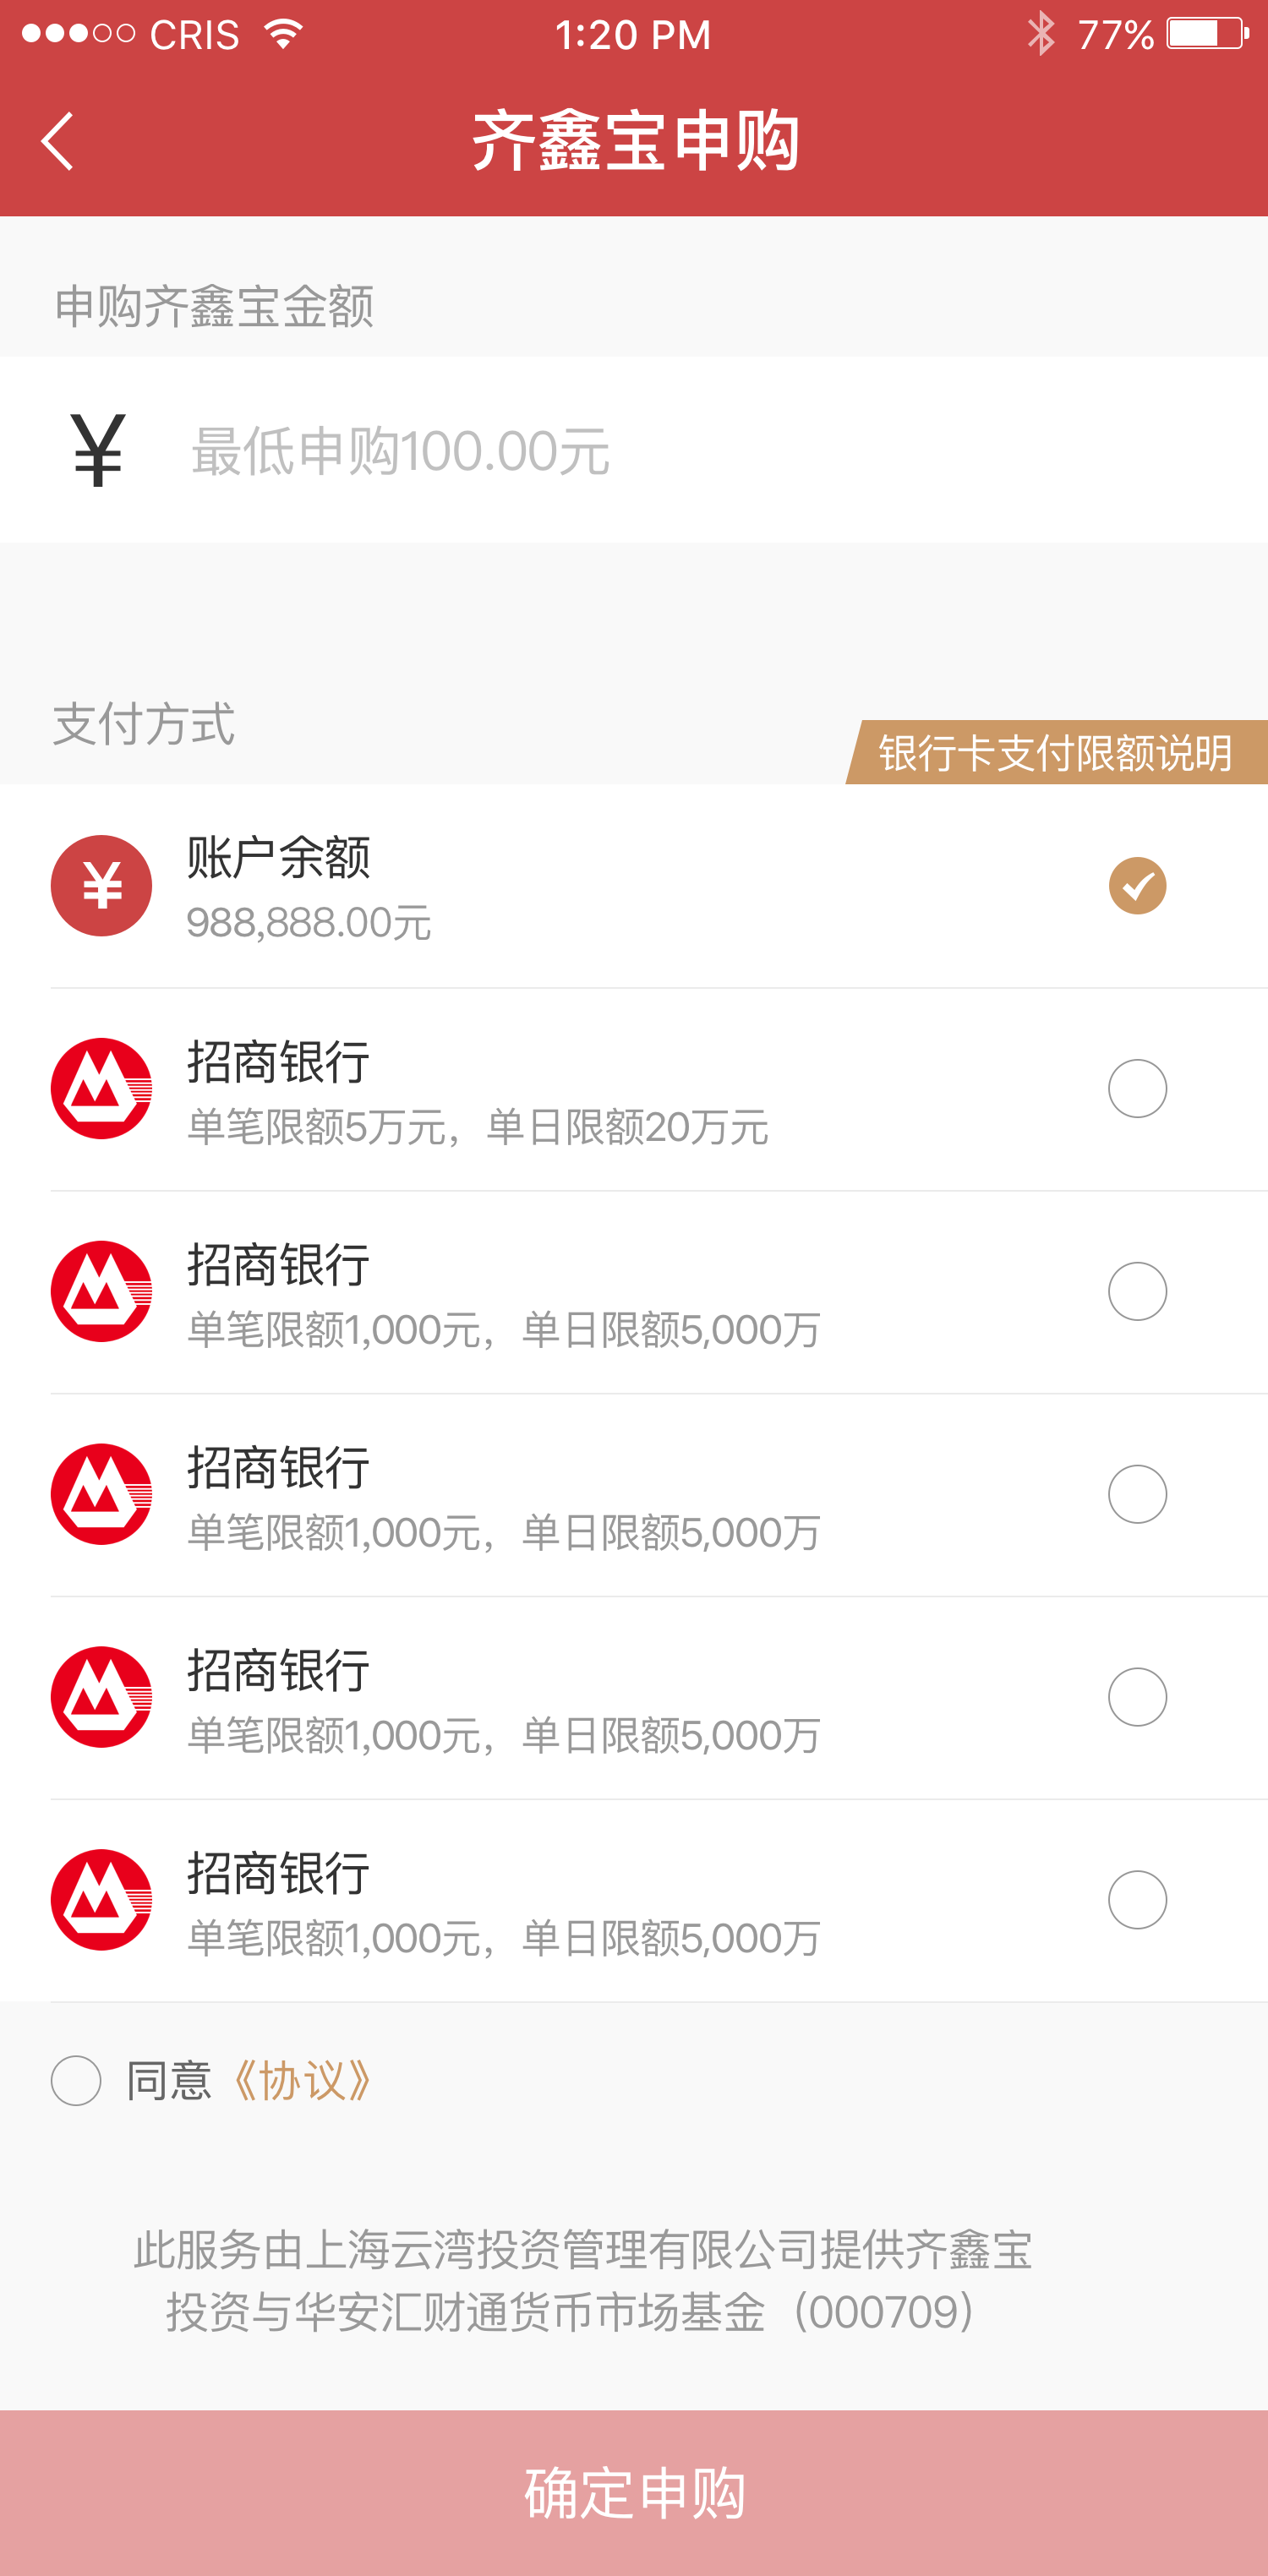 CRIS 1:20 PM 77%
齐鑫宝申购
申购齐鑫宝金额
¥ 最低申购100.00元
支付方式
银行卡支付限额说明
¥
账户余额
988,888.00元
招商银行
单笔限额5万元，单日限额20万元
招商银行
单笔限额1,000元，单日限额5,000万
招商银行
单笔限额1,000元，单日限额5,000万
招商银行
单笔限额1,000元，单日限额5,000万
招商银行
单笔限额1,000元，单日限额5,000万
同意《协议》
此服务由上海云湾投资管理有限公司提供齐鑫宝
投资与华安汇财通货币市场基金（000709）
确定申购